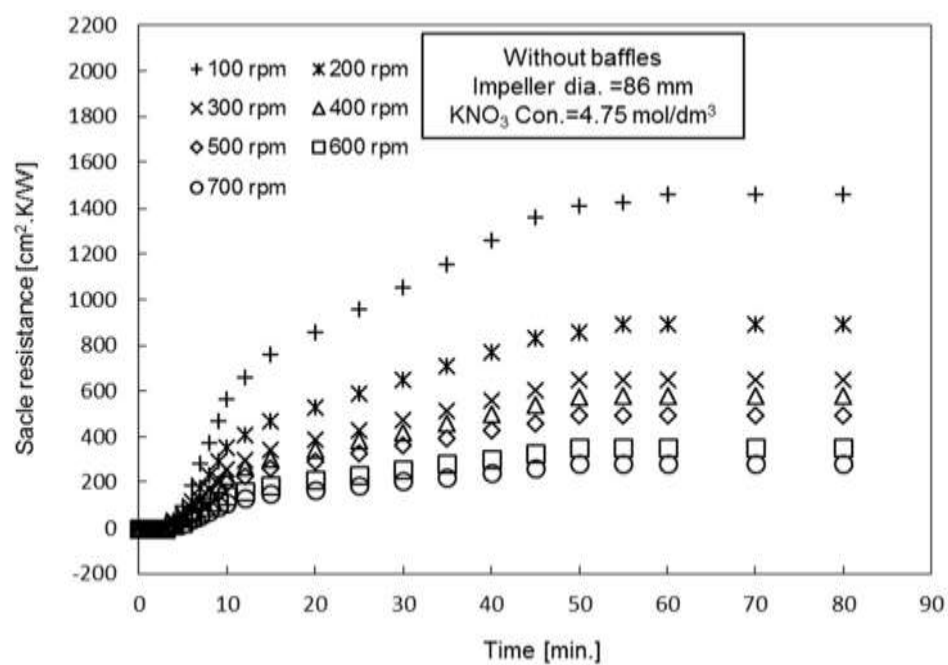 2200
2000
1800
1600
1400
1200
1000
800
600
400
200
0
-200
Sacle resistance [cm².K/W]
100 rpm 200 rpm
300 rpm 400 rpm
500 rpm 600 rpm
700 rpm
Without baffles
Impeller dia. =86 mm
KNO₃ Con.=4.75 mol/dm³
0 10 20 30 40 50 60 70 80 90
Time [min.]